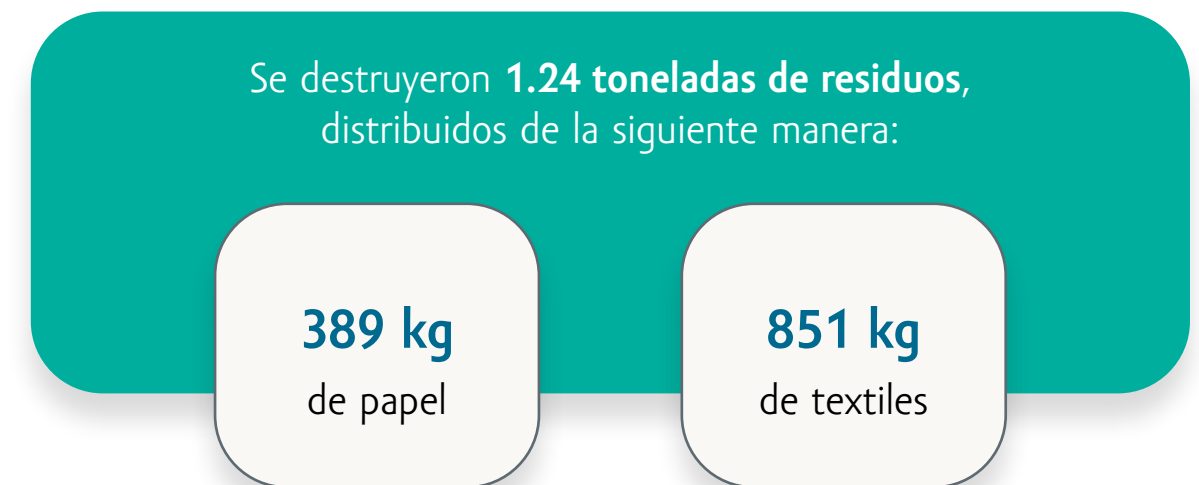 Se destruyeron 1.24 toneladas de residuos,
distribuidos de la siguiente manera:
389 kg
de papel
851 kg
de textiles